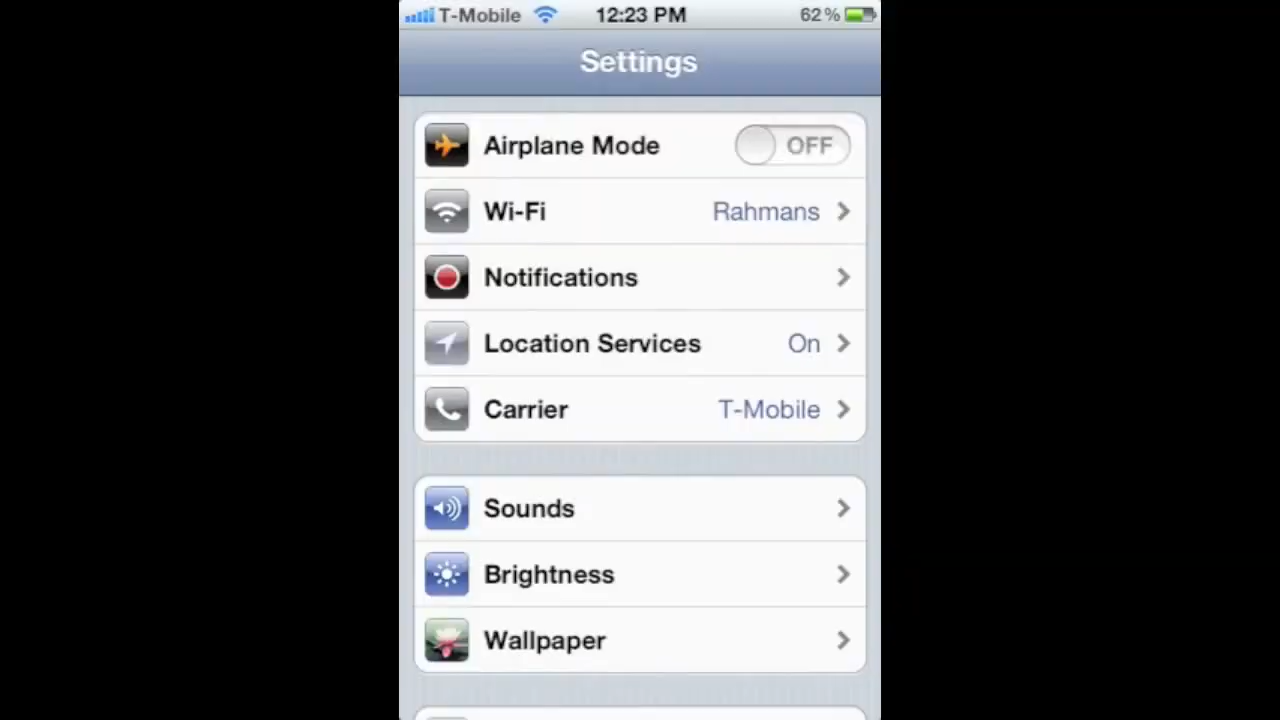 T-Mobile 12:23 PM 62%
Settings
Airplane Mode OFF
Wi-Fi Rahmans
Notifications
Location Services On
Carrier T-Mobile
Sounds
Brightness
Wallpaper